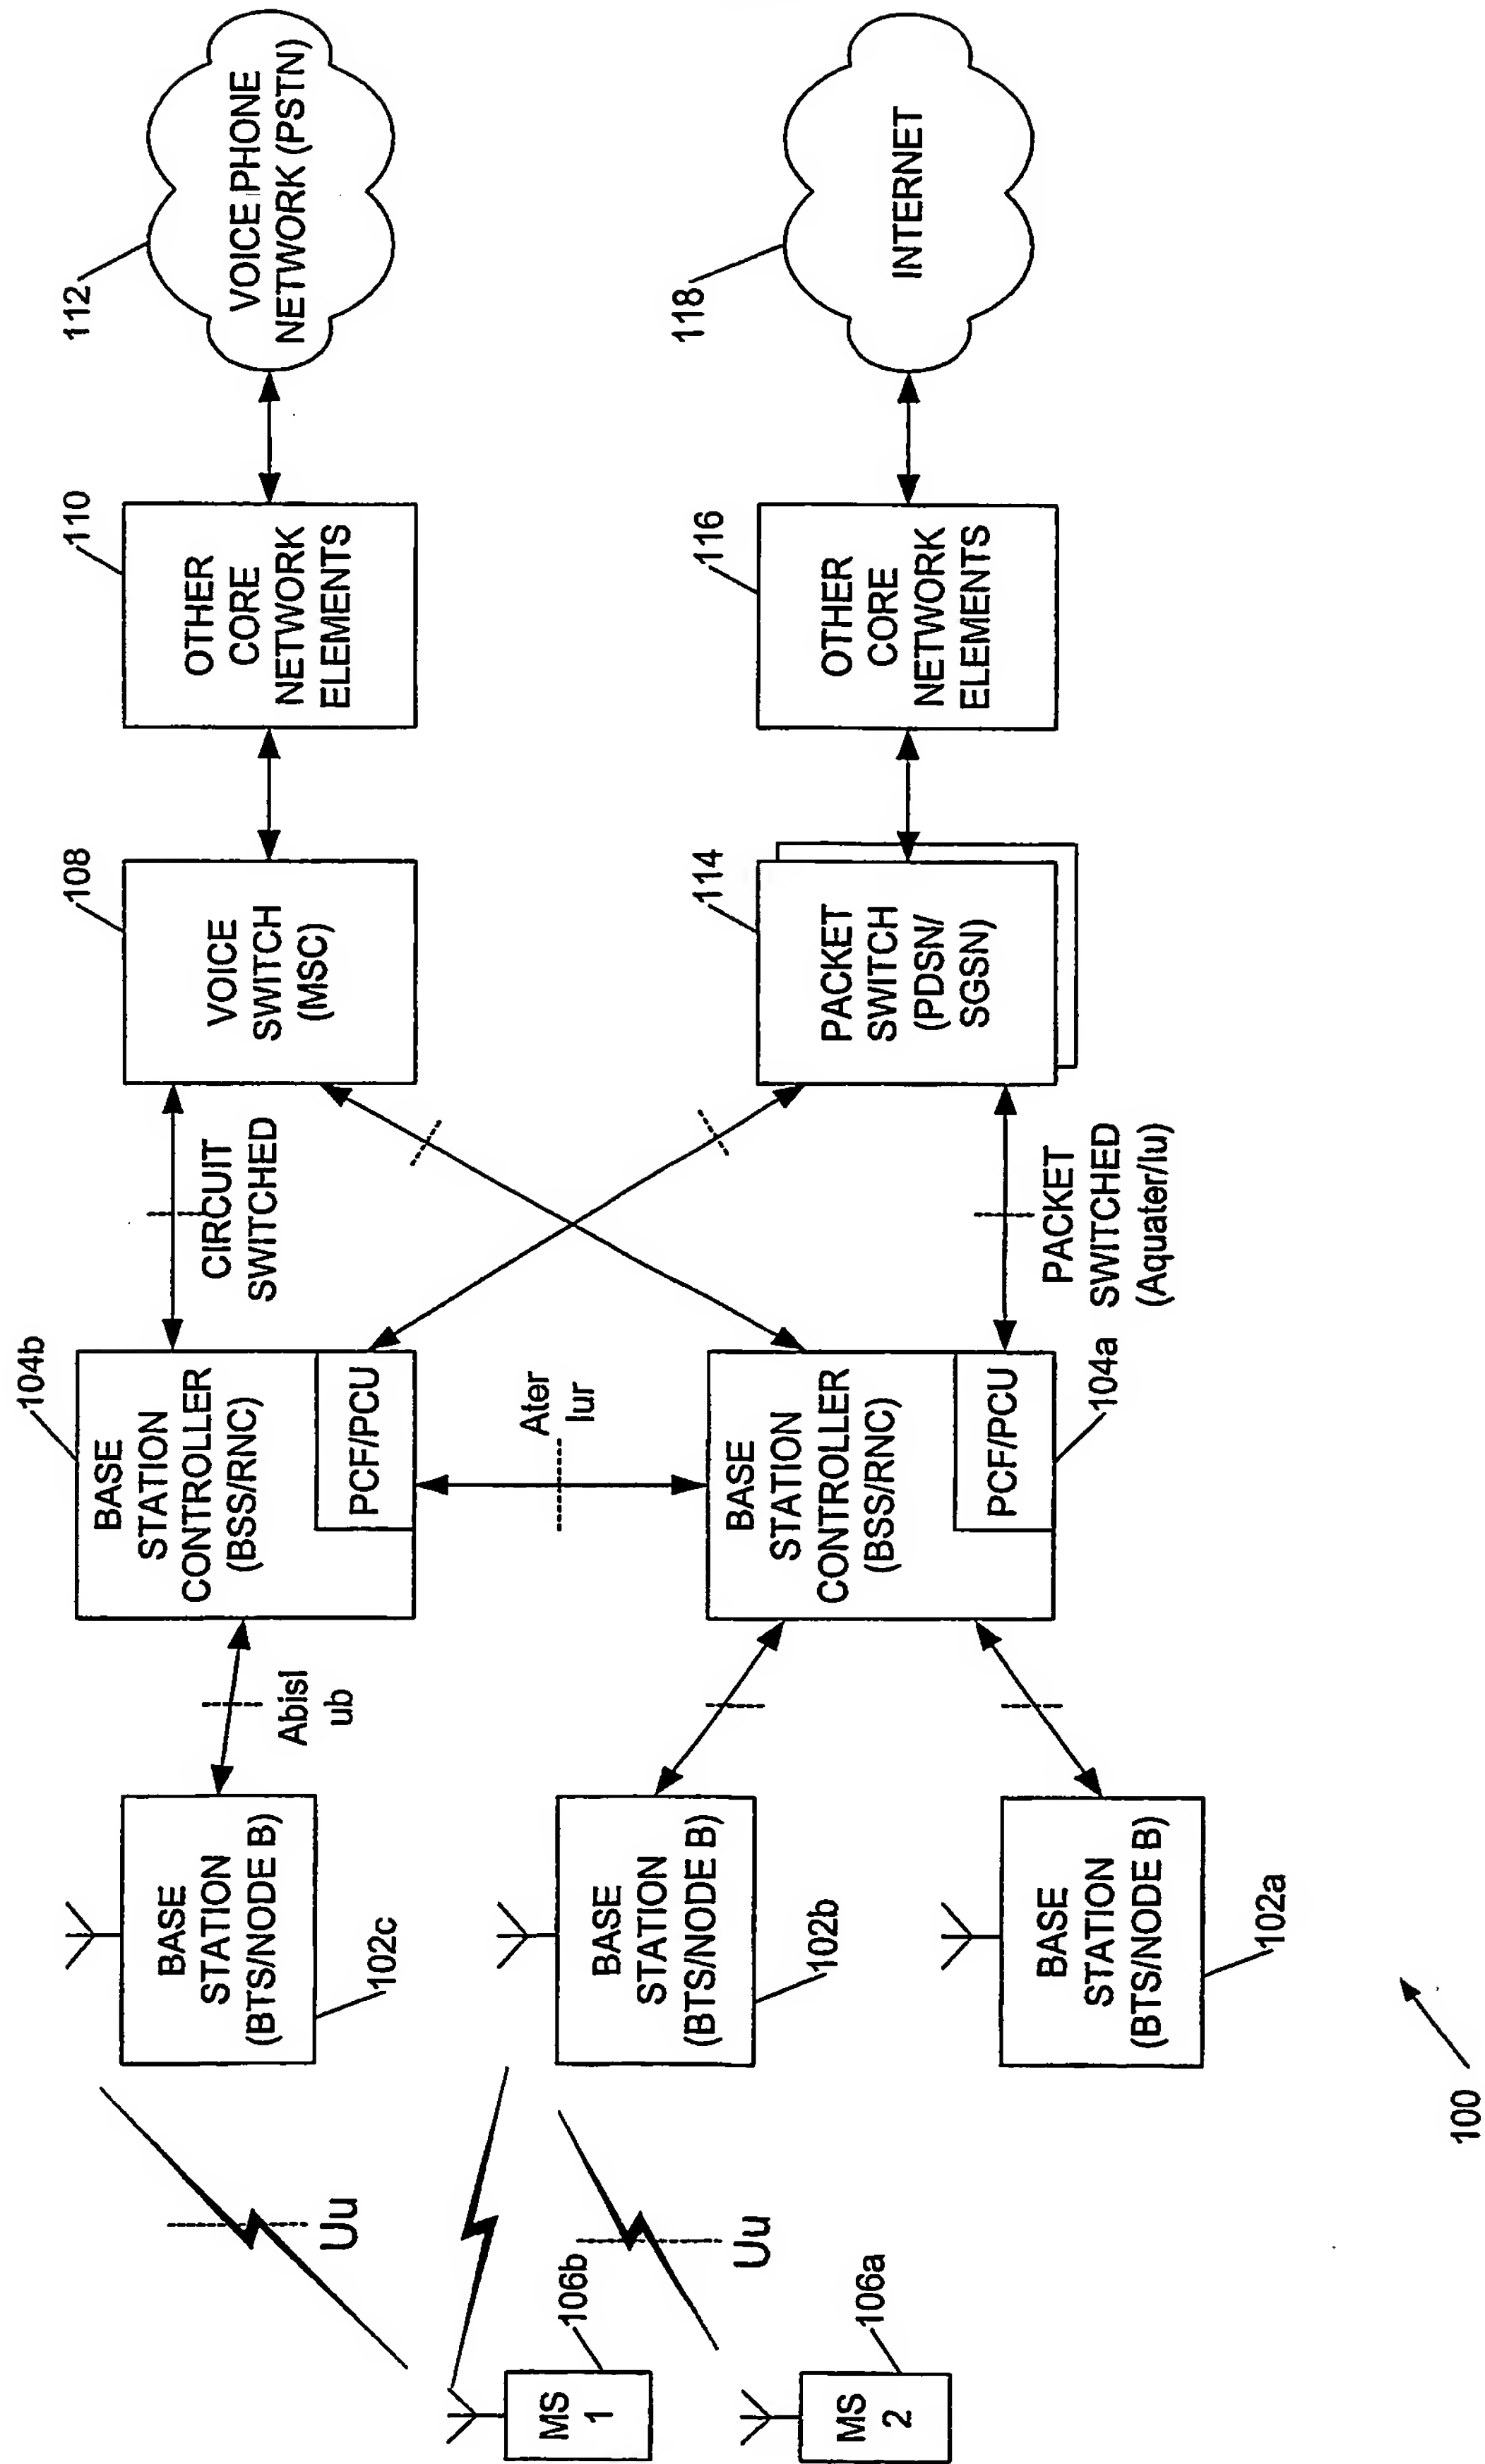 MS
1
106b
MS
2
106a
Uu
Uu
BASE
STATION
(BTS/NODE B)
102c
BASE
STATION
(BTS/NODE B)
102b
BASE
STATION
(BTS/NODE B)
102a
100
Abisl
ub
104b
BASE
STATION
CONTROLLER
(BSS/RNC)
PCF/PCU
Ater
Iur
BASE
STATION
CONTROLLER
(BSS/RNC)
PCF/PCU
104a
CIRCUIT
SWITCHED
PACKET
SWITCHED
(Aquater/Iu)
108
VOICE
SWITCH
(MSC)
114
PACKET
SWITCH
(PDSN/
SGSN)
110
OTHER
CORE
NETWORK
ELEMENTS
116
OTHER
CORE
NETWORK
ELEMENTS
112
VOICE PHONE
NETWORK (PSTN)
118
INTERNET